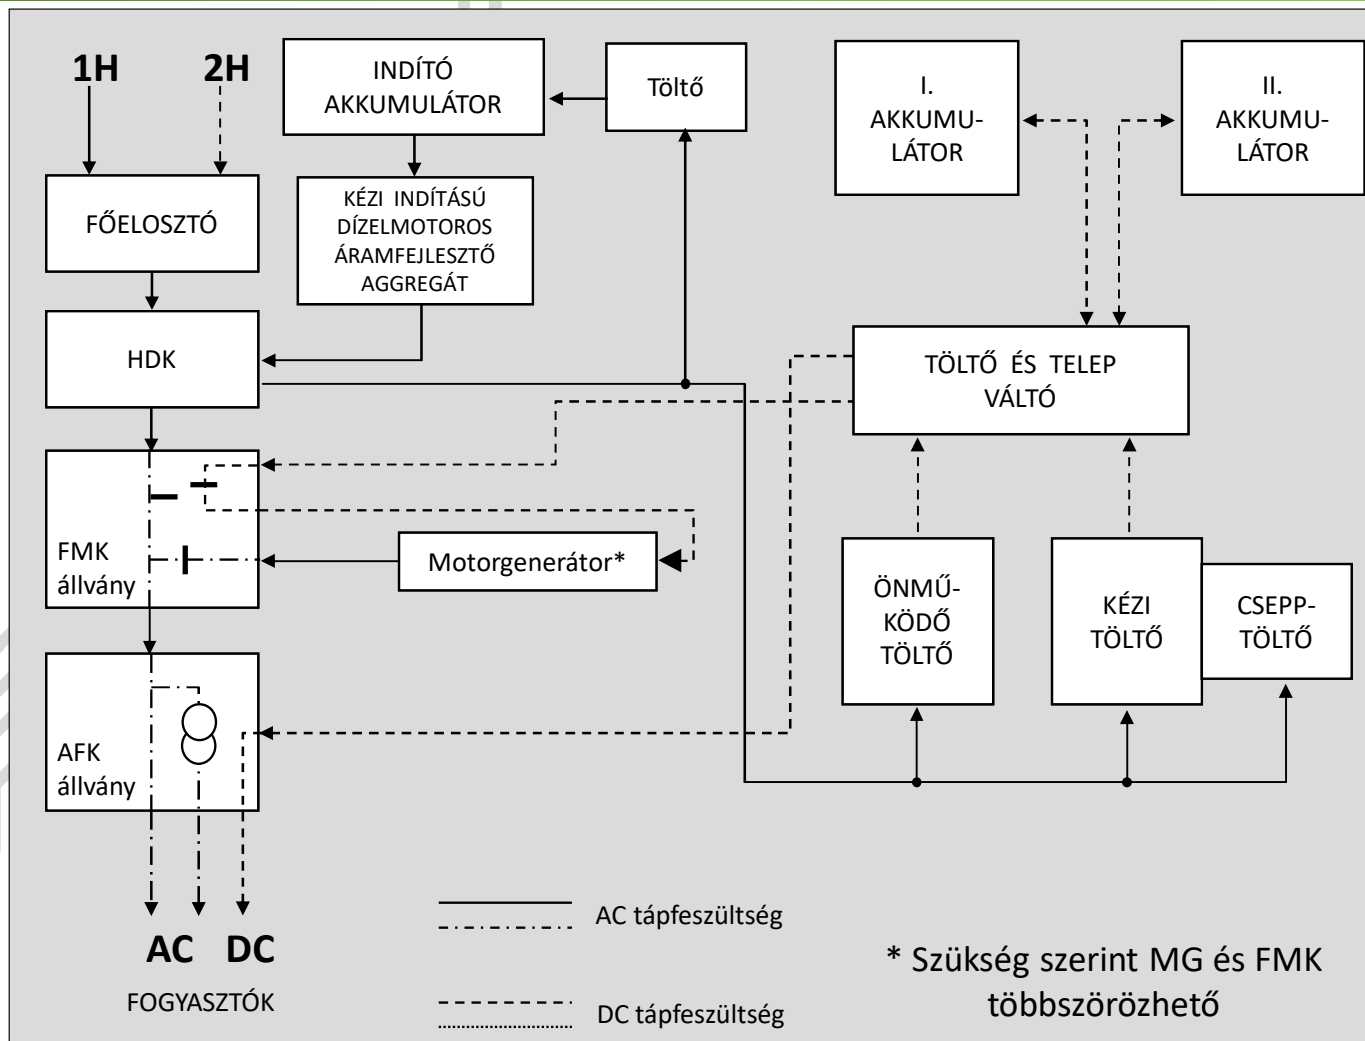 1H
2H
INDÍTÓ
AKKUMULÁTOR
Töltő
I.
AKKUMU-
LÁTOR
II.
AKKUMU-
LÁTOR
FŐELOSZTÓ
KÉZI INDÍTÁSÚ
DÍZELMOTOROS
ÁRAMFEJLESZTŐ
AGGREGÁT
HDK
TÖLTŐ ÉS TELEP
VÁLTÓ
FMK
állvány
Motorgenerátor*
ÖNMŰ-
KÖDŐ
TÖLTŐ
KÉZI
TÖLTŐ
CSEPP-
TÖLTŐ
AFK
állvány
AC DC
FOGYASZTÓK
AC tápfeszültség
DC tápfeszültség
* Szükség szerint MG és FMK
többszörözhető